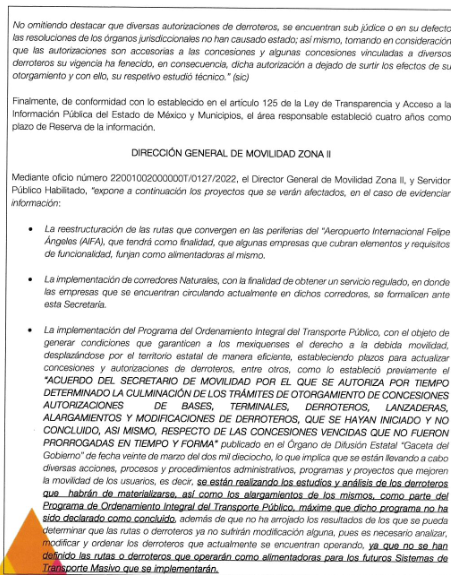 No omitiendo destacar que diversas autorizaciones de derroteros, se encuentran sub júdice o en su defecto
las resoluciones de los órganos jurisdiccionales no han causado estado; así mismo, tomando en consideración
que las autorizaciones son accesorias a las concesiones y algunas concesiones vinculadas a diversos
derroteros su vigencia ha fenecido, en consecuencia, dicha autorización a dejado de surtir los efectos de su
otorgamiento y con ello, su respetivo estudió técnico." (sic)
Finalmente, de conformidad con lo establecido en el artículo 125 de la Ley de Transparencia y Acceso a la
Información Pública del Estado de México y Municipios, el área responsable estableció cuatro años como
plazo de Reserva de la información.
DIRECCIÓN GENERAL DE MOVILIDAD ZONA II
Mediante oficio número 22001002000000T/0127/2022, el Director General de Movilidad Zona II, y Servidor
Público Habilitado, "expone a continuación los proyectos que se verán afectados, en el caso de evidenciar
información:
• La reestructuración de las rutas que convergen en las periferias del "Aeropuerto Internacional Felipe
Ángeles (AIFA), que tendrá como finalidad, que algunas empresas que cubran elementos y requisitos
de funcionalidad, funjan como alimentadoras al mismo.
• La implementación de corredores Naturales, con la finalidad de obtener un servicio regulado, en donde
las empresas que se encuentran circulando actualmente en dichos corredores, se formalicen ante
esta Secretaría.
• La implementación del Programa del Ordenamiento Integral del Transporte Público, con el objeto de
generar condiciones que garanticen a los mexiquenses el derecho a la debida movilidad,
desplazándose por el territorio estatal de manera eficiente, estableciendo plazos para actualizar
concesiones y autorizaciones de derroteros, entre otros, como lo estableció previamente el
"ACUERDO DEL SECRETARIO DE MOVILIDAD POR EL QUE SE AUTORIZA POR TIEMPO
DETERMINADO LA CULMINACIÓN DE LOS TRÁMITES DE OTORGAMIENTO DE CONCESIONES
AUTORIZACIONES DE BASES, TERMINALES, DERROTEROS, LANZADERAS,
ALARGAMIENTOS Y MODIFICACIONES DE DERROTEROS, QUE SE HAYAN INICIADO Y NO
CONCLUIDO, ASI MISMO, RESPECTO DE LAS CONCESIONES VENCIDAS QUE NO FUERON
PRORROGADAS EN TIEMPO Y FORMA" publicado en el Órgano de Difusión Estatal "Gaceta del
Gobierno" de fecha veinte de marzo del dos mil dieciocho, lo que implica que se están llevando a cabo
diversas acciones, procesos y procedimientos administrativos, programas y proyectos que mejoren
la movilidad de los usuarios, es decir, se están realizando los estudios y análisis de los derroteros
que habrán de materializarse, así como los alargamientos de los mismos, como parte del
Programa de Ordenamiento Integral del Transporte Público, máxime que dicho programa no ha
sido declarado como concluido, además de que no ha arrojado los resultados de los que se pueda
determinar que las rutas o derroteros ya no sufrirán modificación alguna, pues es necesario analizar,
modificar y ordenar los derroteros que actualmente se encuentran operando, ya que no se han
definido las rutas o derroteros que operarán como alimentadoras para los futuros Sistemas de
Transporte Masivo que se implementarán.